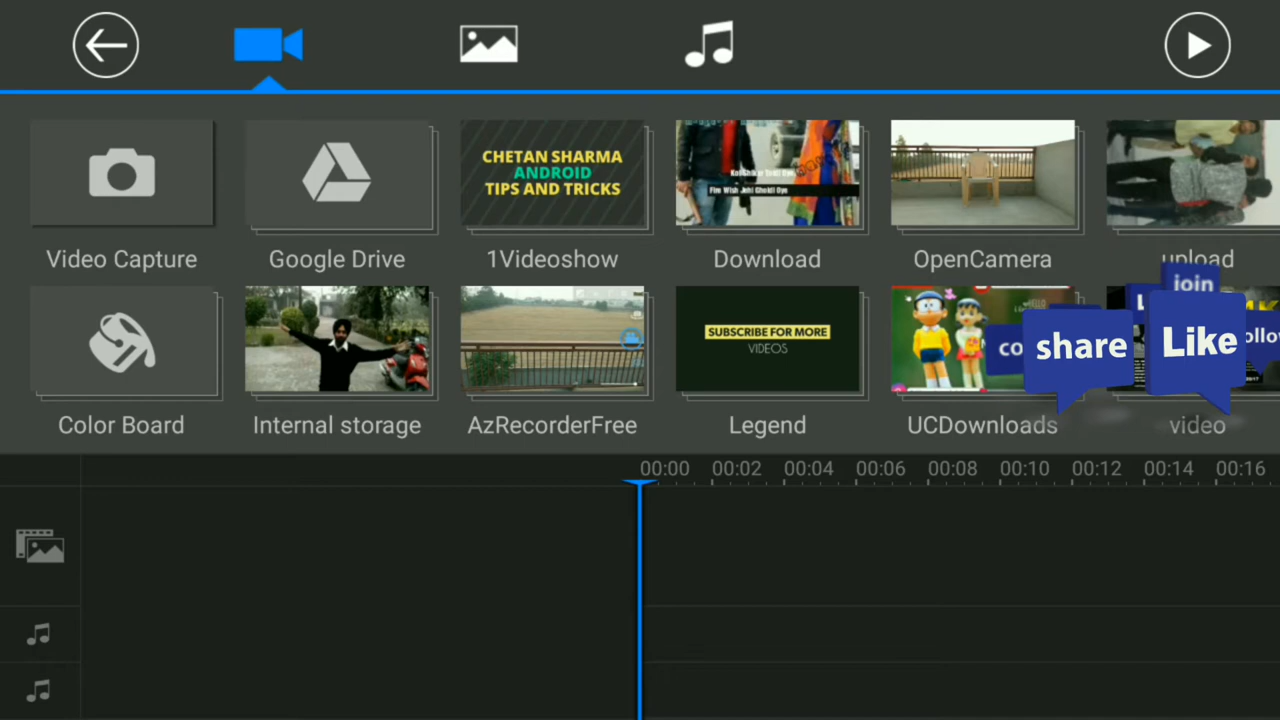 CHETAN SHARMA
ANDROID
TIPS AND TRICKS
Video Capture
Google Drive
1Videoshow
Download
OpenCamera
upload
join
SUBSCRIBE FOR MORE
VIDEOS
share
Like
Color Board
Internal storage
AzRecorderFree
Legend
UCDownloads
video
00:00 00:02 00:04 00:06 00:08 00:10 00:12 00:14 00:16